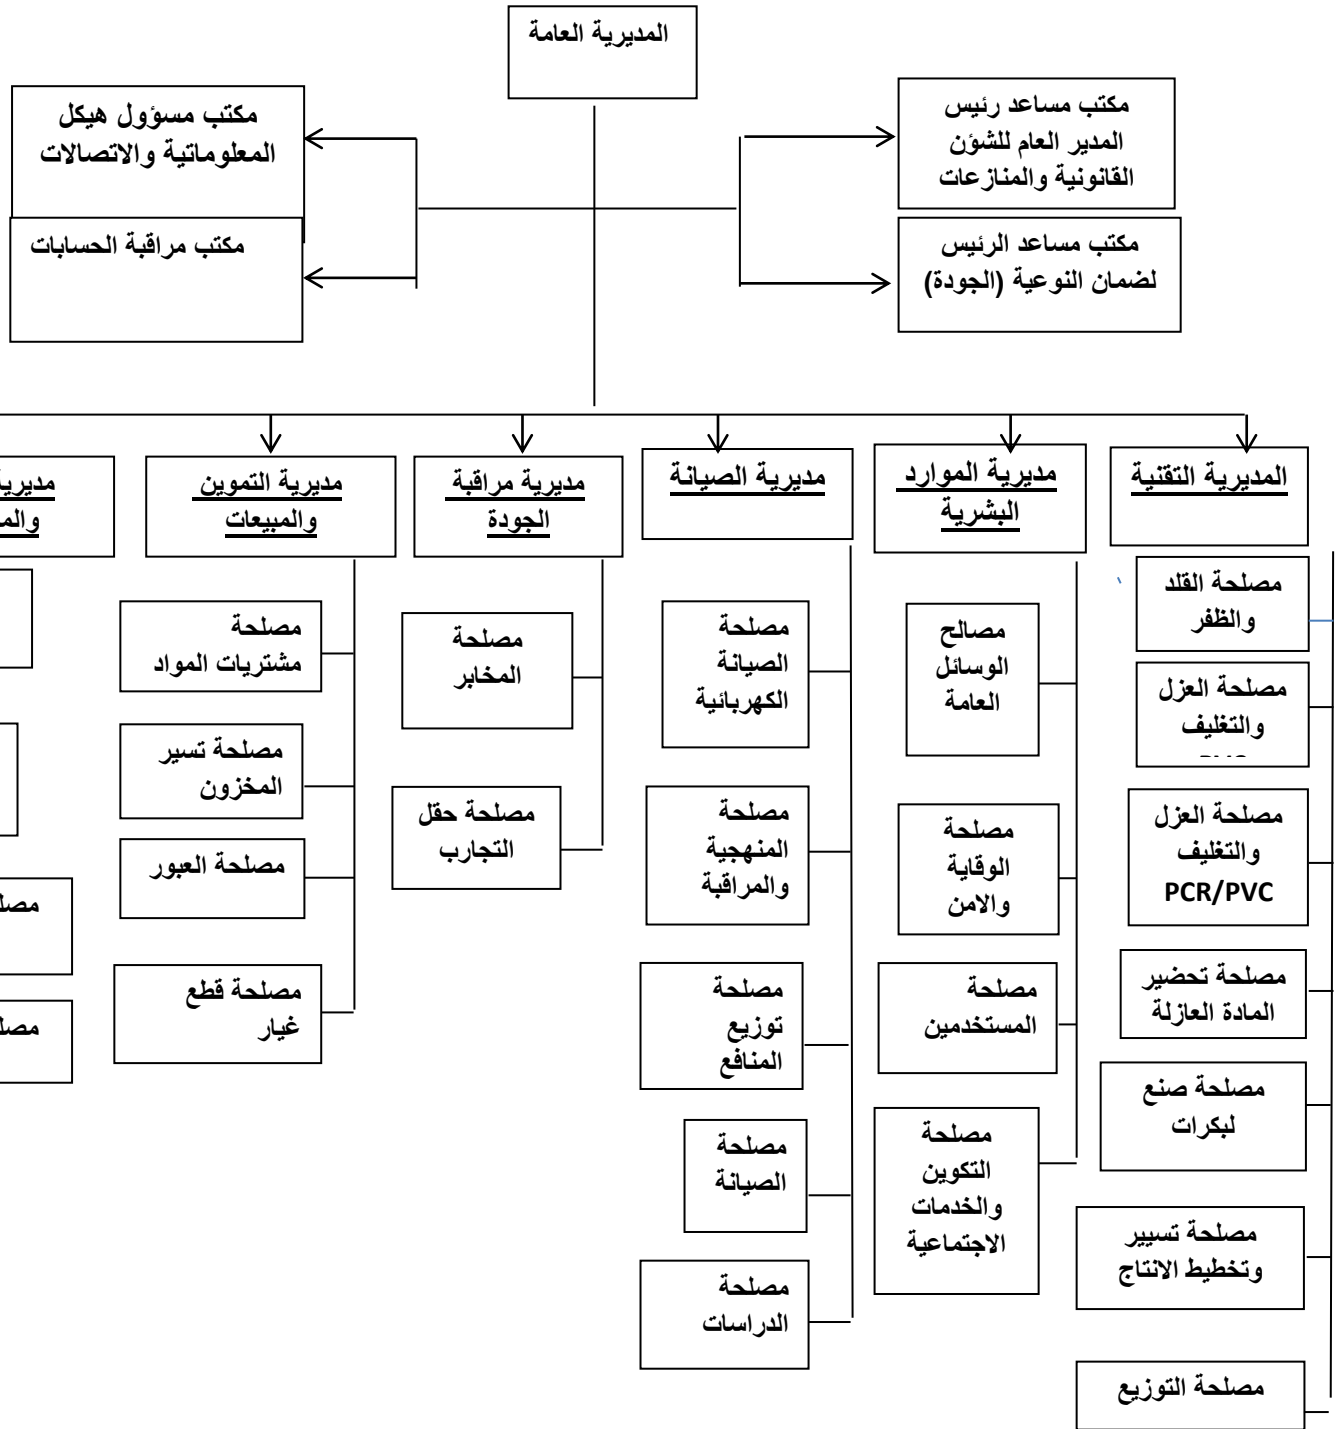 المديرية العامة
مكتب مساعد رئيس
المدير العام للشؤن
القانونية والمنازعات
مكتب مسؤول هيكل
المعلوماتية والاتصالات
مكتب مساعد الرئيس
لضمان النوعية (الجودة)
مكتب مراقبة الحسابات
المديرية التقنية
مصلحة القلد
والظفر
مصلحة العزل
والتغليف
مصلحة العزل
والتغليف
PCR/PVC
مصلحة تحضير
المادة العازلة
مصلحة صنع
لبكرات
مصلحة تسيير
وتخطيط الانتاج
مصلحة التوزيع
مديرية الموارد
البشرية
مصالح
الوسائل
العامة
مصلحة
الوقاية
والامن
مصلحة
المستخدمين
مصلحة
التكوين
والخدمات
الاجتماعية
مديرية الصيانة
مصلحة
الصيانة
الكهربائية
مصلحة
المنهجية
والمراقبة
مصلحة
توزيع
المنافع
مصلحة
الصيانة
مصلحة
الدراسات
مديرية مراقبة
الجودة
مصلحة
المخابر
مصلحة حقل
التجارب
مديرية التموين
والمبيعات
مصلحة
مشتريات المواد
مصلحة تسير
المخزون
مصلحة العبور
مصلحة قطع
غيار
مديرية